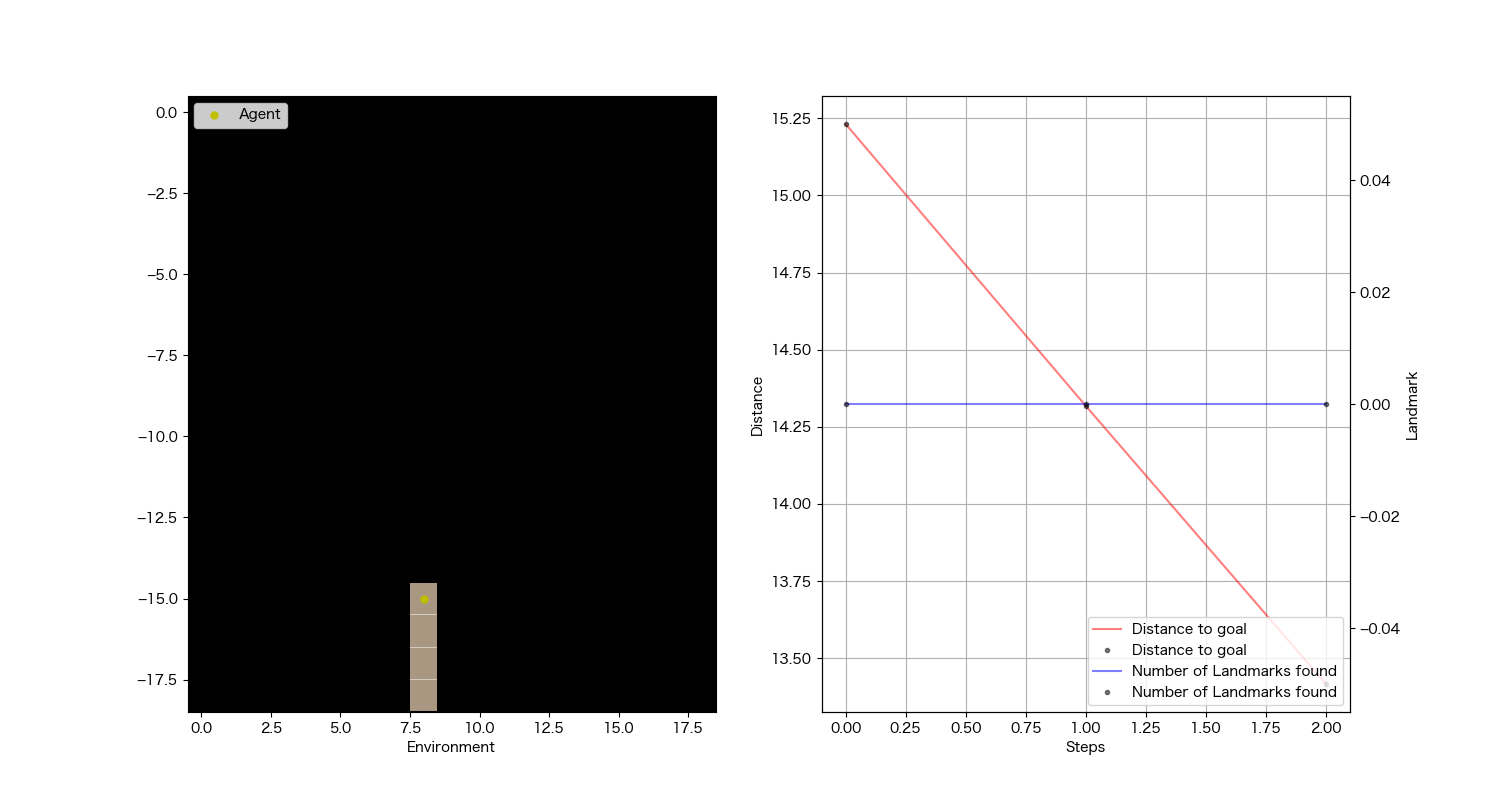 0.0
−2.5
−5.0
−7.5
−10.0
−12.5
−15.0
−17.5
Agent
0.0 2.5 5.0 7.5 10.0 12.5 15.0 17.5
Environment
Distance
15.25
15.00
14.75
14.50
14.25
14.00
13.75
13.50
0.00 0.25 0.50 0.75 1.00 1.25 1.50 1.75 2.00
Steps
0.04
0.02
0.00
−0.02
−0.04
Landmark
Distance to goal
Distance to goal
Number of Landmarks found
Number of Landmarks found